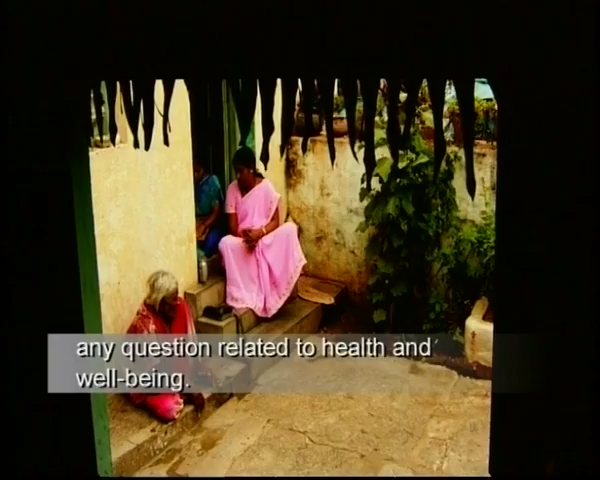 any question related to health and
well-being.